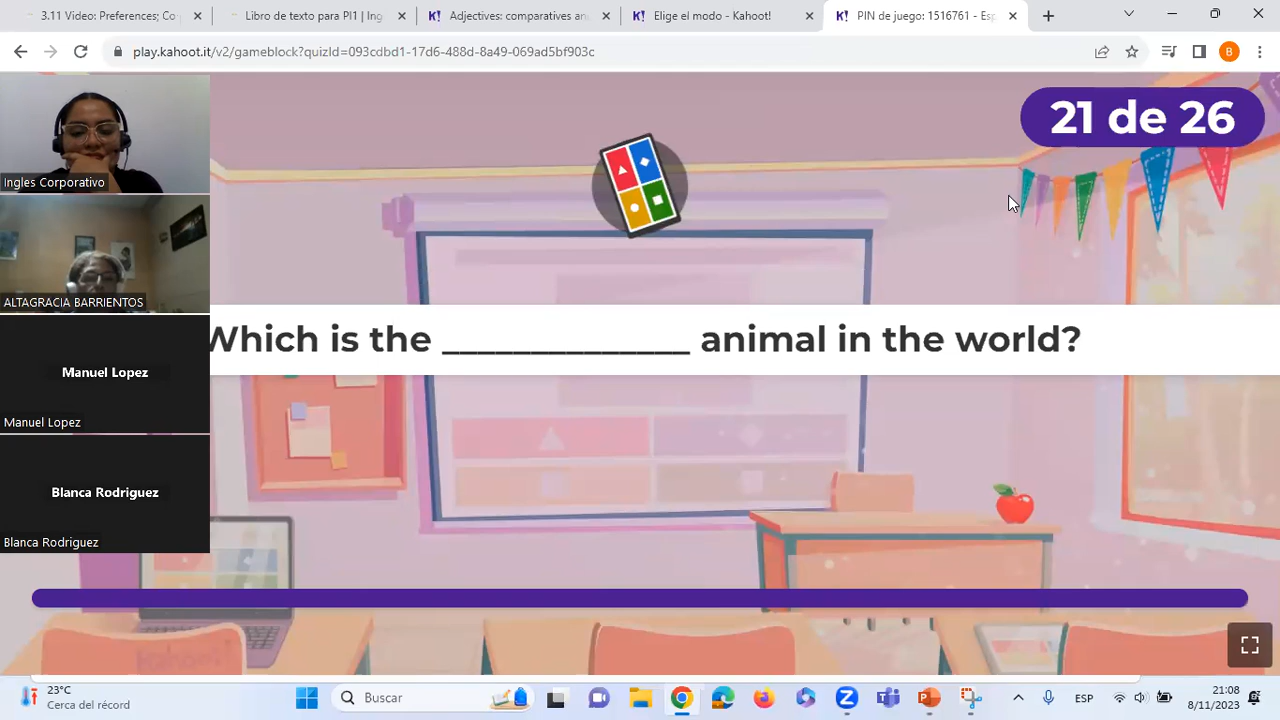 3.11 Video: Preferences; Co
Libro de texto para PI1 | Ing
Adjectives: comparatives an
Elige el modo - Kahoot!
PIN de juego: 1516761 - Esp
play.kahoot.it/v2/gameblock?quizId=093cdbd1-17d6-488d-8a49-069ad5bf903c
B
21 de 26
Ingles Corporativo
ALTAGRACIA BARRIENTOS
Which is the ______________ animal in the world?
Manuel Lopez
Manuel Lopez
Blanca Rodriguez
Blanca Rodriguez
23°C
Cerca del récord
Buscar
ESP
21:08
8/11/2023